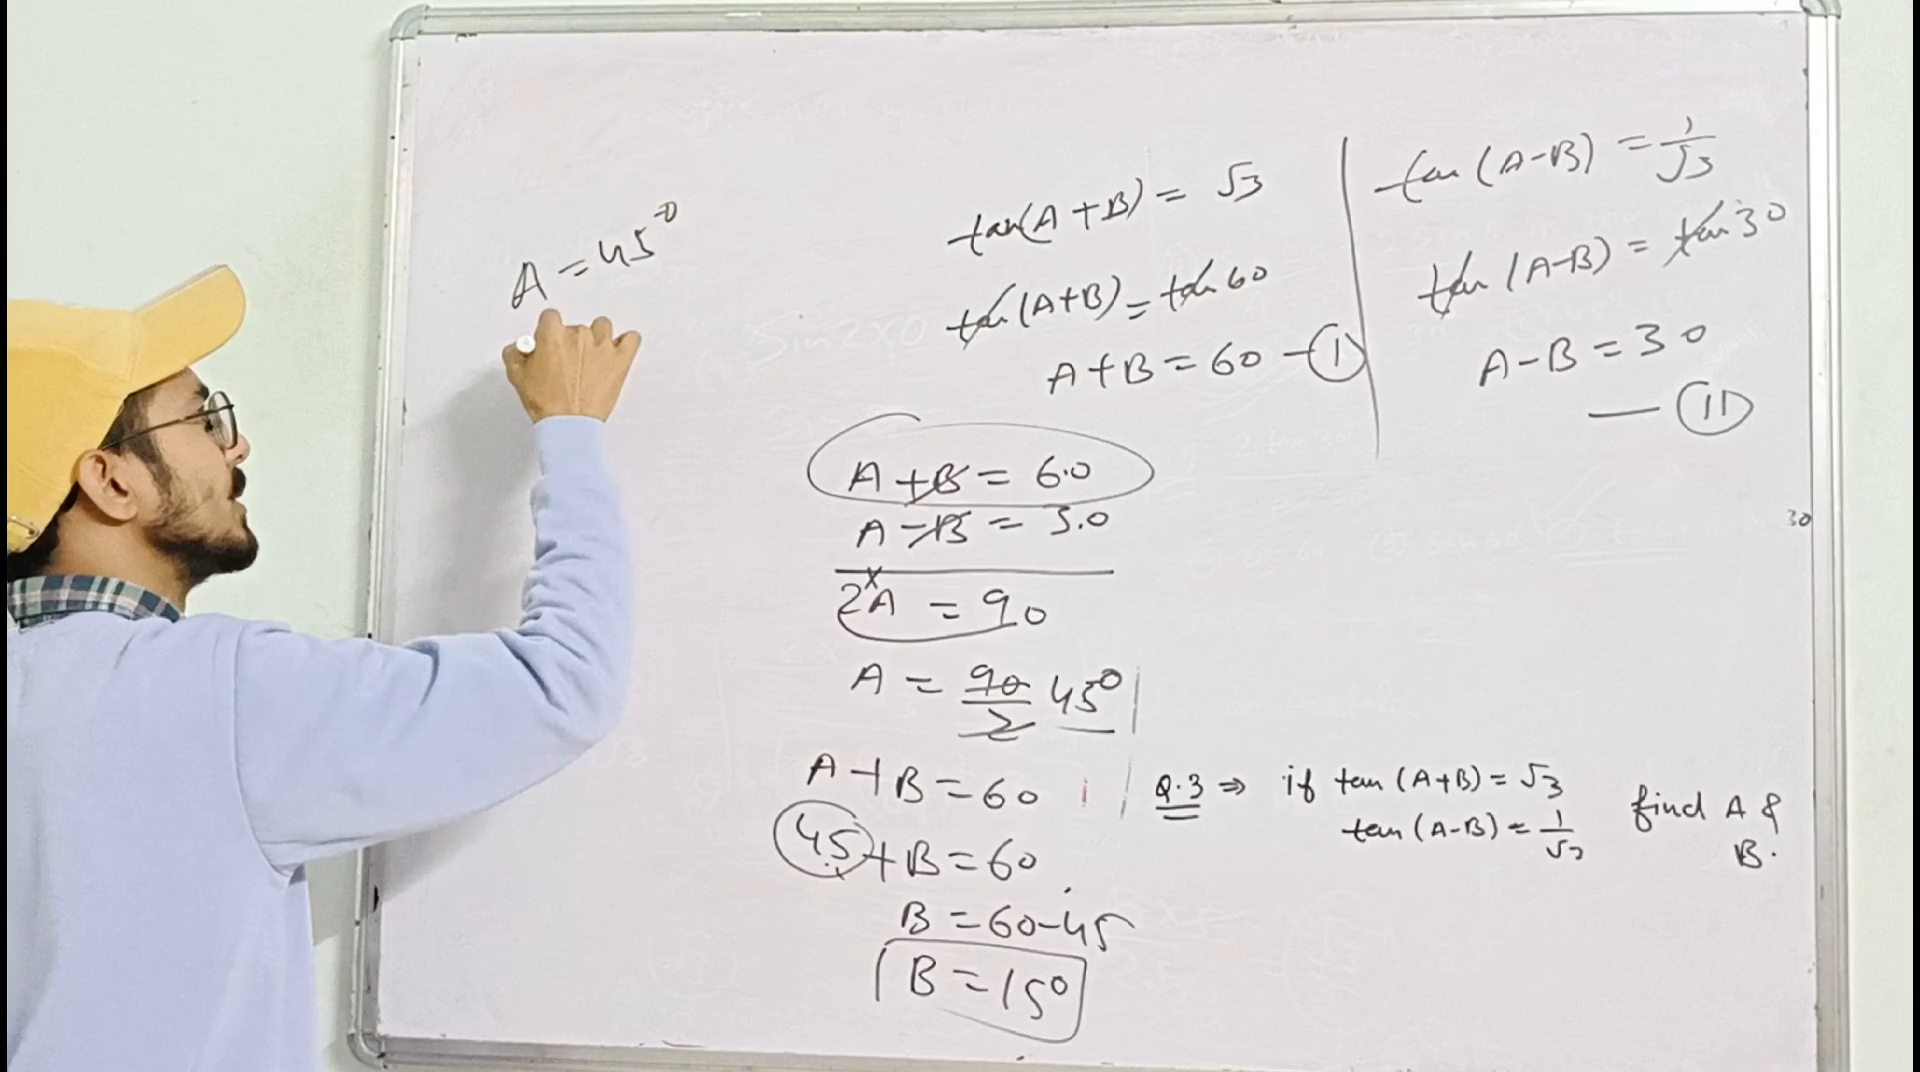 A = 45°
tan(A+B) = √3
tan(A+B) = tan 60
A+B = 60 - (I)
tan(A-B) = 1/√3
tan(A-B) = tan 30
A-B = 30
— (II)
A+B = 60
A-B = 30
2A = 90
A = 90/2 45°
A+B = 60
45+B = 60
B = 60-45
B = 15°
Q.3 ⇒ if tan (A+B) = √3
tan (A-B) = 1/√3
find A &
B.
30